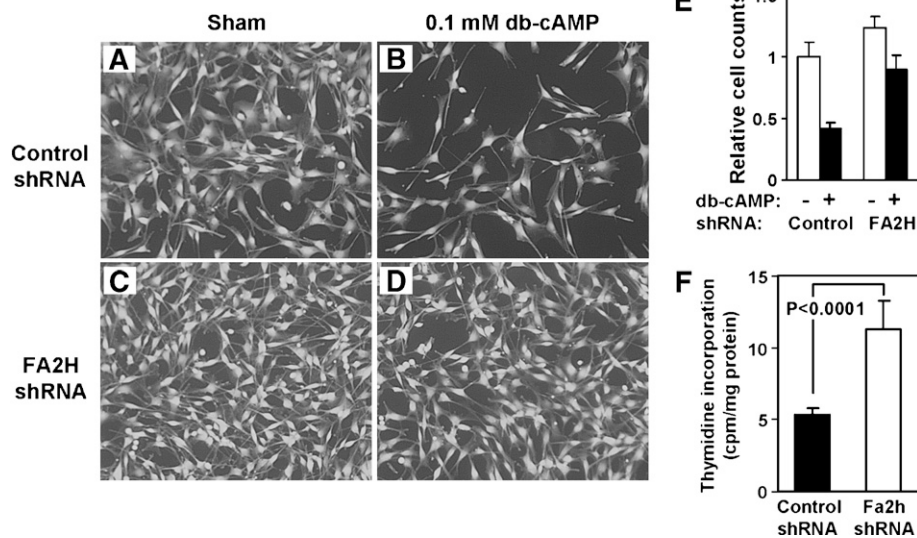 Sham
0.1 mM db-cAMP
A
B
Control
shRNA
C
D
FA2H
shRNA
E
Relative cell counts
1
0.5
0
db-cAMP: - + - +
shRNA: Control FA2H
F
Thymidine incorporation
(cpm/mg protein)
15
10
5
0
P<0.0001
Control
shRNA
Fa2h
shRNA